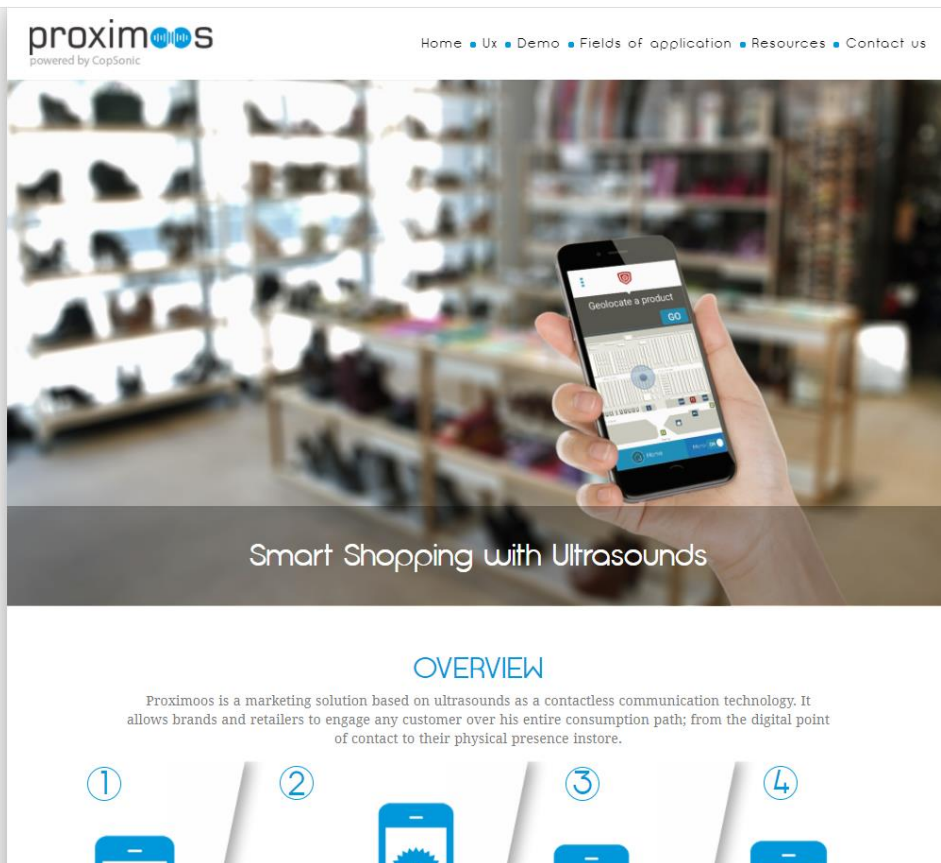 proximoos
powered by CopSonic
Home Ux Demo Fields of application Resources Contact us
Geolocate a product
GO
Home
Smart Shopping with Ultrasounds
OVERVIEW
Proximoos is a marketing solution based on ultrasounds as a contactless communication technology. It
allows brands and retailers to engage any customer over his entire consumption path; from the digital point
of contact to their physical presence instore.
1 2 3 4